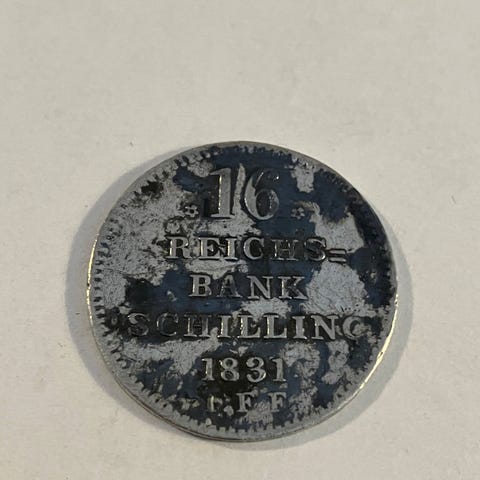 16
REICHS=
BANK
SCHILLING
1831
F F